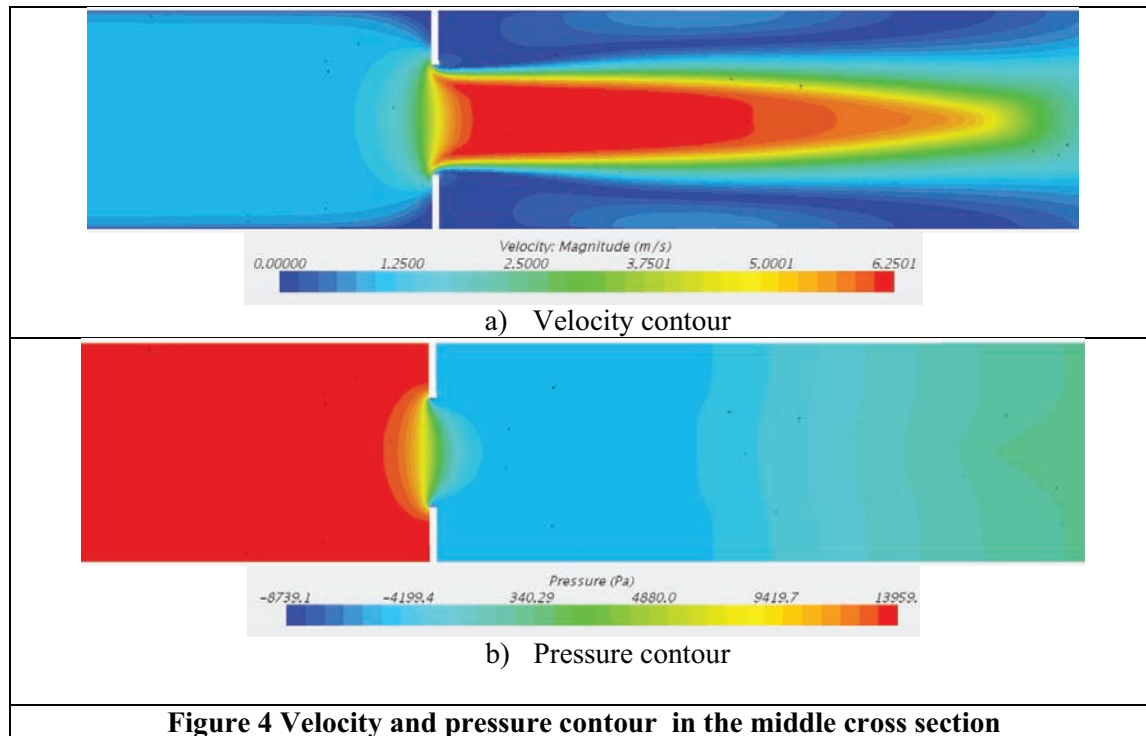 Velocity: Magnitude (m/s)
0.00000 1.2500 2.5000 3.7501 5.0001 6.2501
a) Velocity contour
Pressure (Pa)
-8739.1 -4199.4 340.29 4880.0 9419.7 13959.
b) Pressure contour
Figure 4 Velocity and pressure contour in the middle cross section